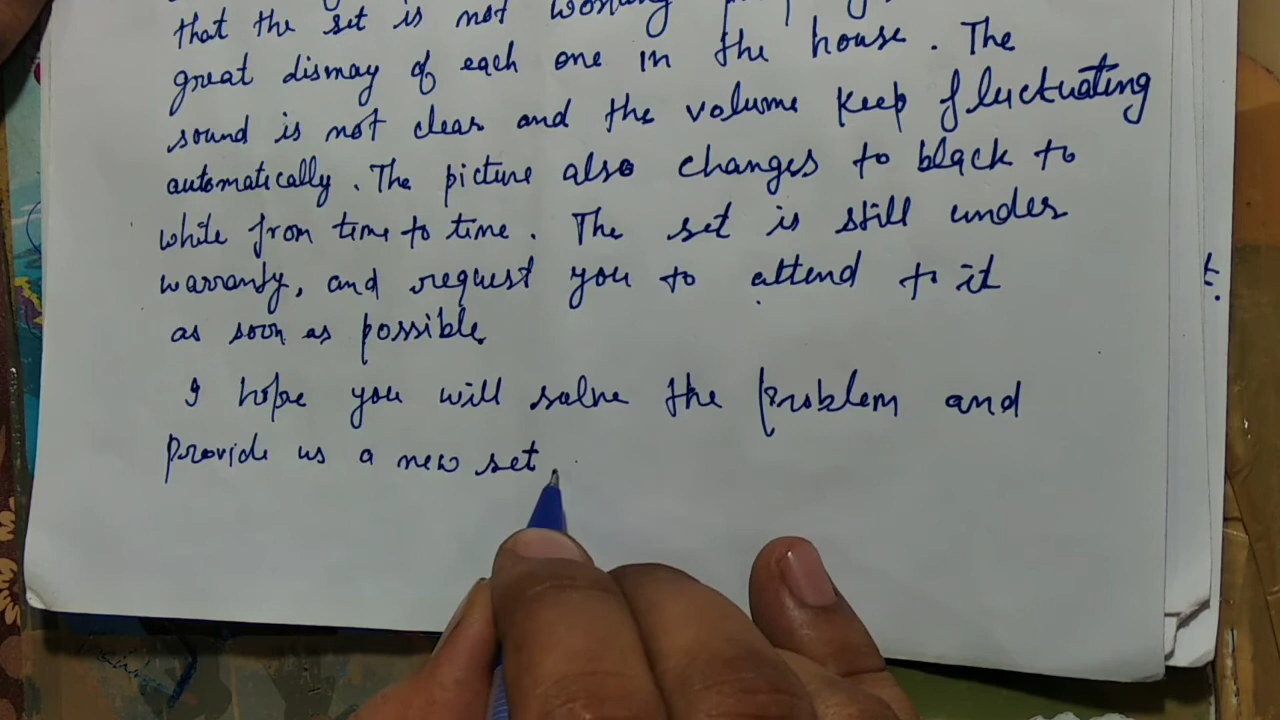 that the set is not working
great dismay of each one in the house. The
sound is not clear and the volume keep fluctuating
automatically. The picture also changes to black to
white from time to time. The set is still under
warranty, and request you to attend to it
as soon as possible
I hope you will solve the problem and
provide us a new set.